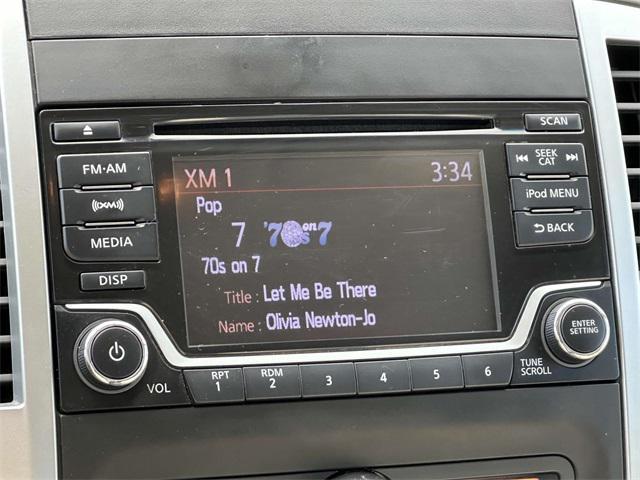 SCAN
FM·AM
XM
MEDIA
DISP
VOL
XM 1 3:34
Pop
7 '70s on 7
70s on 7
Title : Let Me Be There
Name : Olivia Newton-Jo
SEEK
CAT
iPod MENU
BACK
ENTER
SETTING
TUNE
SCROLL
RPT
1
RDM
2
3
4
5
6